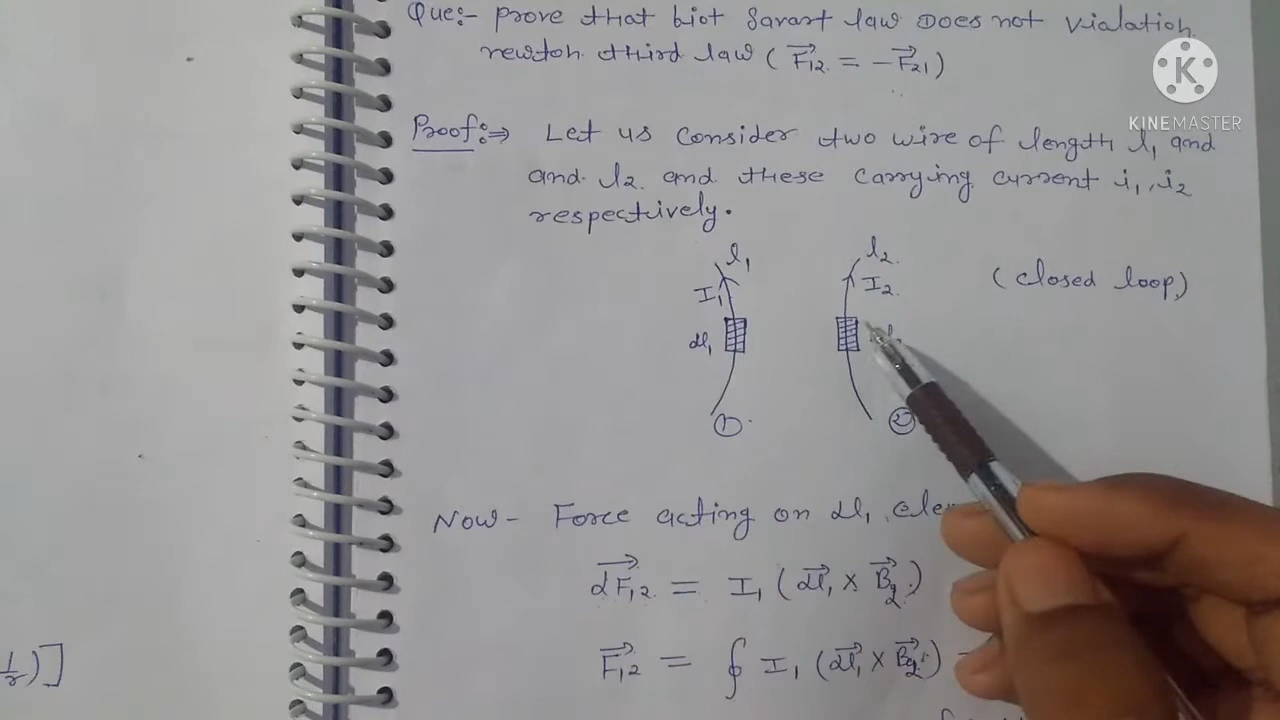 Que:- Prove that biot Savart law Does not vialation
newton third law ( F₁₂ = - F₂₁ )
KINEMASTER
Proof:⇒ Let us consider two wire of length l₁ and
and l₂ and these carrying current i₁, i₂
respectively.
l₁ l₂
I₁ I₂ (closed loop)
dl₁
① ②
Now- Force acting on dl₁
dF₁₂ = I₁ ( dl₁ × B₂ )
F₁₂ = ∮ I₁ ( dl₁ × B₂ )
1/r)]